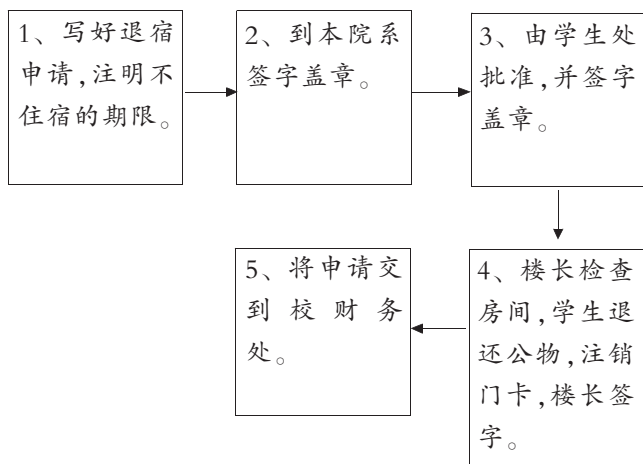 1、写好退宿
申请,注明不
住宿的期限。
2、到本院系
签字盖章。
3、由学生处
批准,并签字
盖章。
4、楼长检查
房间,学生退
还公物,注销
门卡,楼长签
字。
5、将申请交
到校财务
处。